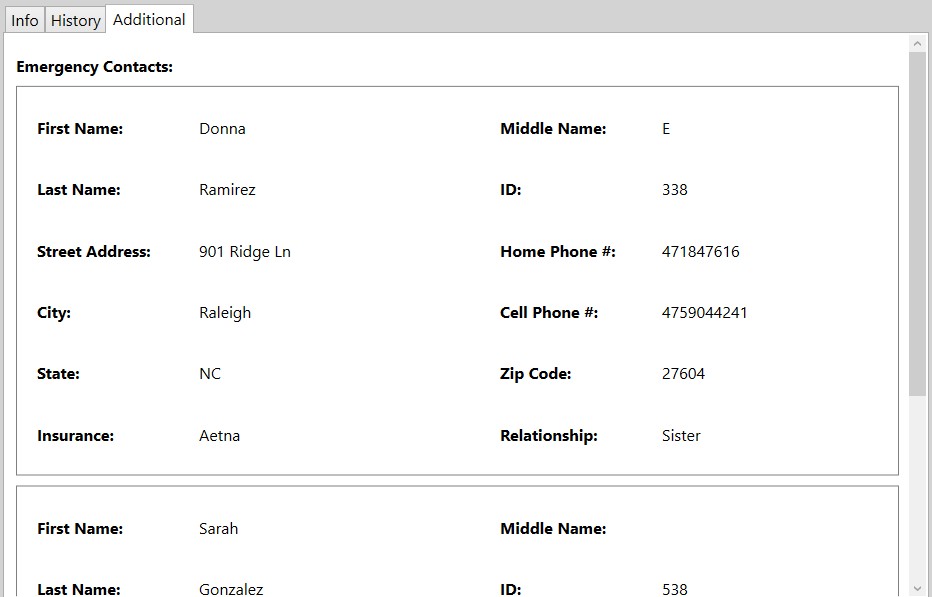 Info History Additional
Emergency Contacts:
First Name: Donna Middle Name: E
Last Name: Ramirez ID: 338
Street Address: 901 Ridge Ln Home Phone #: 471847616
City: Raleigh Cell Phone #: 4759044241
State: NC Zip Code: 27604
Insurance: Aetna Relationship: Sister
First Name: Sarah Middle Name:
Last Name: Gonzalez ID: 538